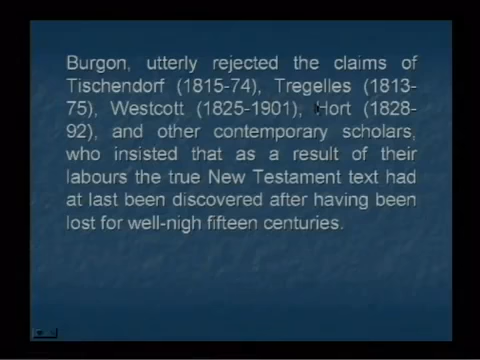 Burgon, utterly rejected the claims of
Tischendorf (1815-74), Tregelles (1813-
75), Westcott (1825-1901), Hort (1828-
92), and other contemporary scholars,
who insisted that as a result of their
labours the true New Testament text had
at last been discovered after having been
lost for well-nigh fifteen centuries.